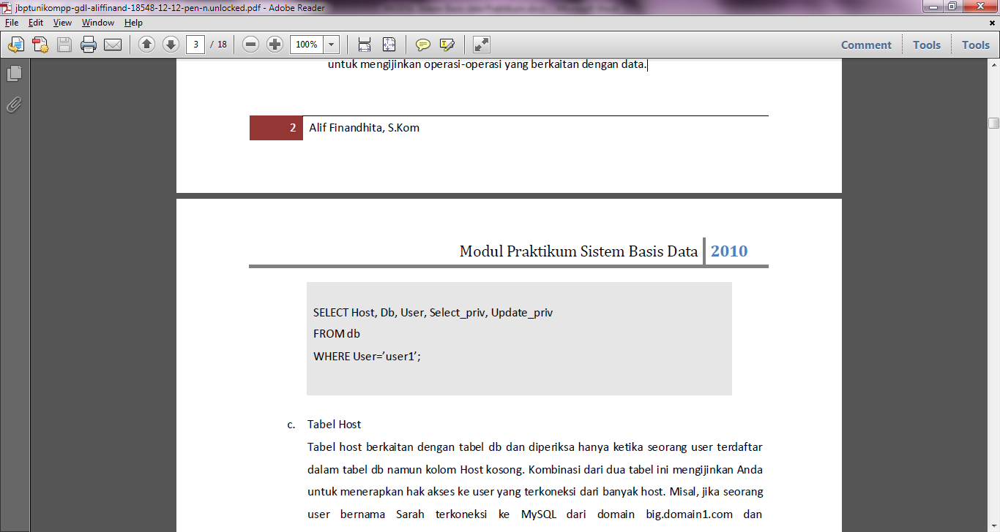 jbptunikompp-gdl-aliffinand-18548-12-12-pen-n.unlocked.pdf - Adobe Reader
File Edit View Window Help
3 / 18 100% Comment Tools Tools
untuk mengijinkan operasi-operasi yang berkaitan dengan data.
2 Alif Finandhita, S.Kom
Modul Praktikum Sistem Basis Data 2010
SELECT Host, Db, User, Select_priv, Update_priv
FROM db
WHERE User=’user1’;
c. Tabel Host
Tabel host berkaitan dengan tabel db dan diperiksa hanya ketika seorang user terdaftar
dalam tabel db namun kolom Host kosong. Kombinasi dari dua tabel ini mengijinkan Anda
untuk menerapkan hak akses ke user yang terkoneksi dari banyak host. Misal, jika seorang
user bernama Sarah terkoneksi ke MySQL dari domain big.domain1.com dan